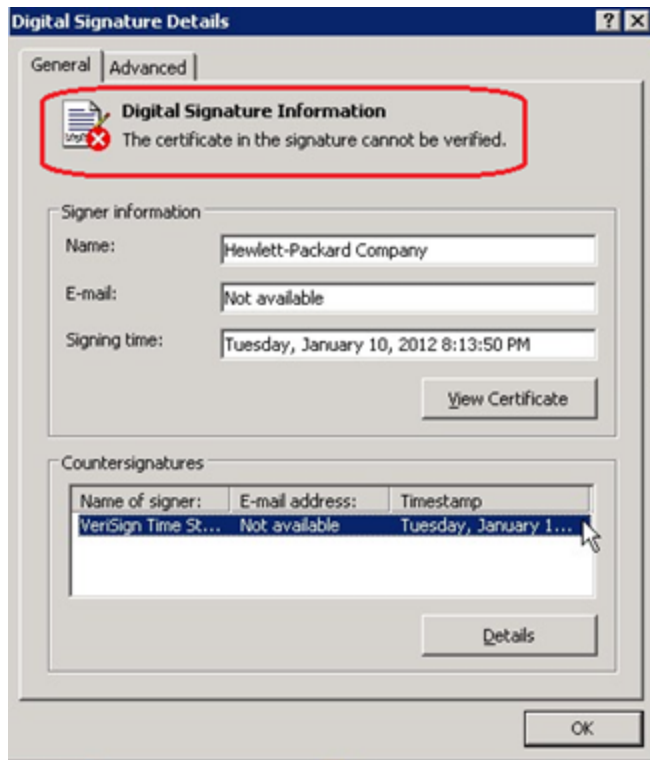 Digital Signature Details
General Advanced
Digital Signature Information
The certificate in the signature cannot be verified.
Signer information
Name: Hewlett-Packard Company
E-mail: Not available
Signing time: Tuesday, January 10, 2012 8:13:50 PM
View Certificate
Countersignatures
Name of signer: E-mail address: Timestamp
VeriSign Time St... Not available Tuesday, January 1...
Details
OK